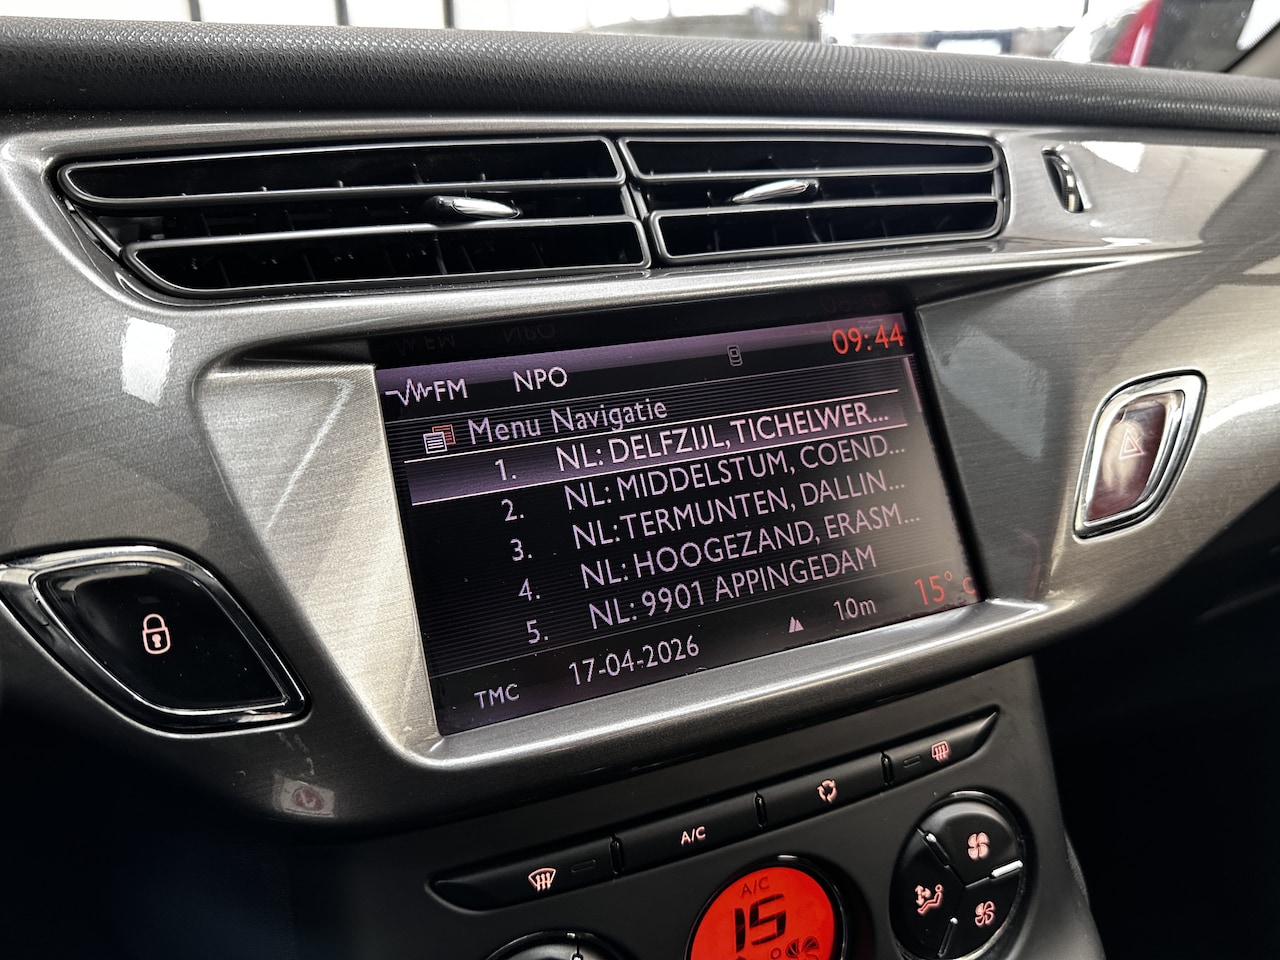 FM NPO 09:44
Menu Navigatie
1. NL: DELFZIJL, TICHELWER...
2. NL: MIDDELSTUM, COEND...
3. NL: TERMUNTEN, DALLIN...
4. NL: HOOGEZAND, ERASM...
5. NL: 9901 APPINGEDAM
TMC 17-04-2026 10m 15° C
A/C
A/C
15